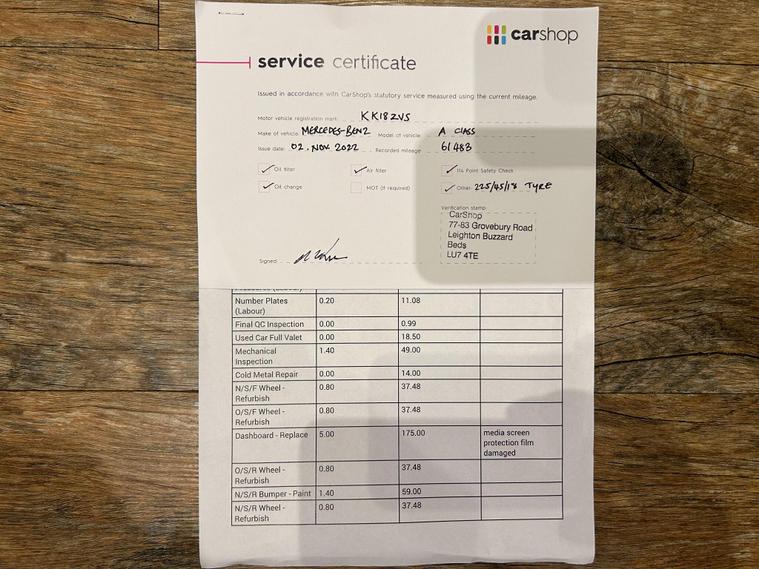 carshop
service certificate
Issued in accordance with CarShop's statutory service measured using the current mileage.
Motor vehicle registration mark: KK18ZVS
Make of vehicle: MERCEDES-BENZ Model of vehicle: A CLASS
Issue date: 02. NOV. 2022 Recorded mileage: 61483
Oil filter Air filter 114 Point Safety Check
Oil change MOT (if required) Other: 225/45/18 TYRE
Verification stamp:
CarShop
77-83 Grovebury Road
Leighton Buzzard
Beds
LU7 4TE
Signed:
Number Plates 0.20 11.08
(Labour)
Final QC Inspection 0.00 0.99
Used Car Full Valet 0.00 18.50
Mechanical 1.40 49.00
Inspection
Cold Metal Repair 0.00 14.00
N/S/F Wheel - 0.80 37.48
Refurbish
O/S/F Wheel - 0.80 37.48
Refurbish
Dashboard - Replace 5.00 175.00 media screen
protection film
damaged
O/S/R Wheel - 0.80 37.48
Refurbish
N/S/R Bumper - Paint 1.40 59.00
N/S/R Wheel - 0.80 37.48
Refurbish